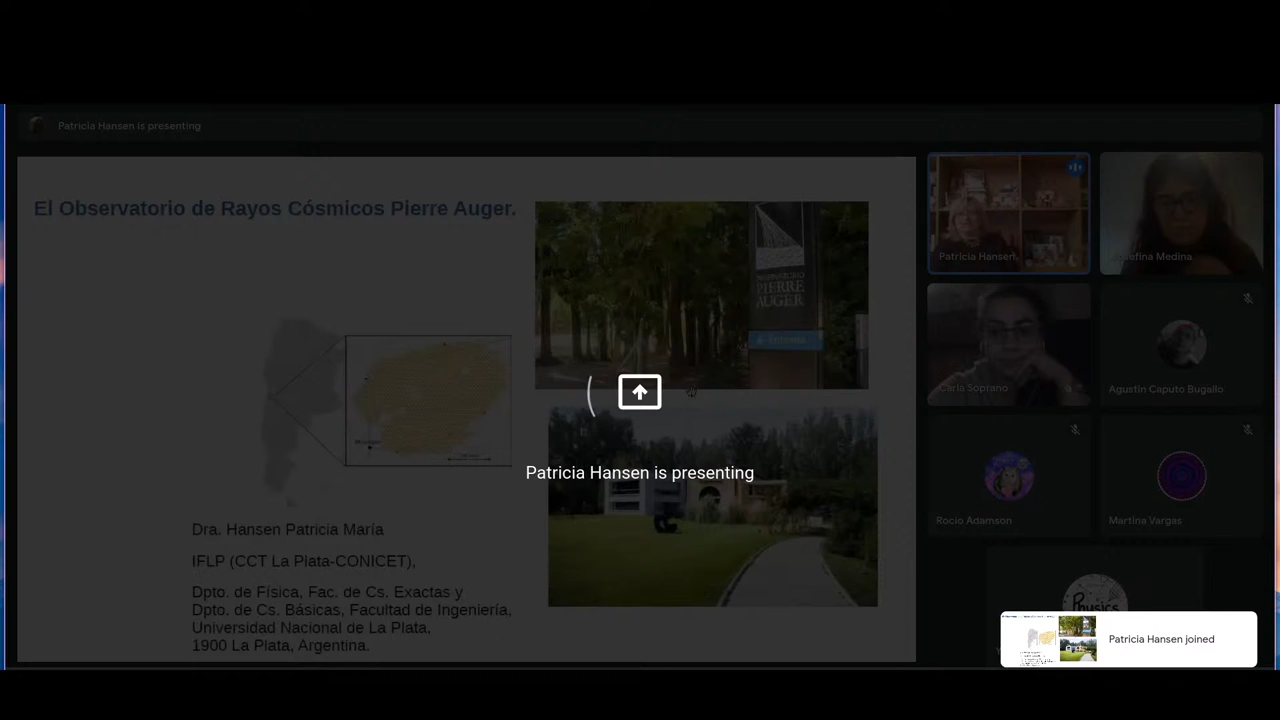 Patricia Hansen is presenting
El Observatorio de Rayos Cósmicos Pierre Auger.
OBSERVATORIO
PIERRE
AUGER
Dra. Hansen Patricia María
IFLP (CCT La Plata-CONICET),
Dpto. de Física, Fac. de Cs. Exactas y
Dpto. de Cs. Básicas, Facultad de Ingeniería,
Universidad Nacional de La Plata,
1900 La Plata, Argentina.
Patricia Hansen is presenting
Patricia Hansen
Medina
Carla Soprano
Agustin Caputo Bugallo
Rocio Adamson
Martina Vargas
Physics
Patricia Hansen joined